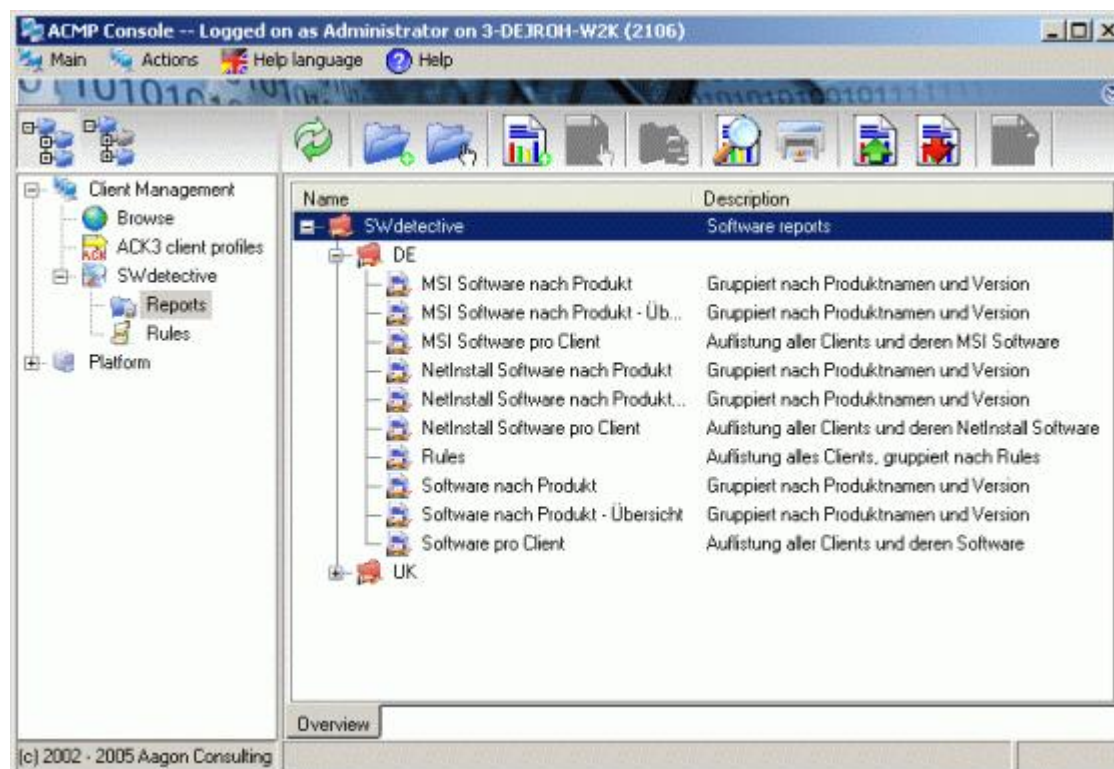 ACMP Console -- Logged on as Administrator on 3-DEJROH-W2K (2106)
Main Actions Help language Help
Client Management
Browse
ACK3 client profiles
SWdetective
Reports
Rules
Platform
Name Description
SWdetective Software reports
DE
MSI Software nach Produkt Gruppiert nach Produktnamen und Version
MSI Software nach Produkt - Üb... Gruppiert nach Produktnamen und Version
MSI Software pro Client Auflistung aller Clients und deren MSI Software
NetInstall Software nach Produkt Gruppiert nach Produktnamen und Version
NetInstall Software nach Produkt... Gruppiert nach Produktnamen und Version
NetInstall Software pro Client Auflistung aller Clients und deren NetInstall Software
Rules Auflistung alles Clients, gruppiert nach Rules
Software nach Produkt Gruppiert nach Produktnamen und Version
Software nach Produkt - Übersicht Gruppiert nach Produktnamen und Version
Software pro Client Auflistung aller Clients und deren Software
UK
Overview
(c) 2002 - 2005 Aagon Consulting